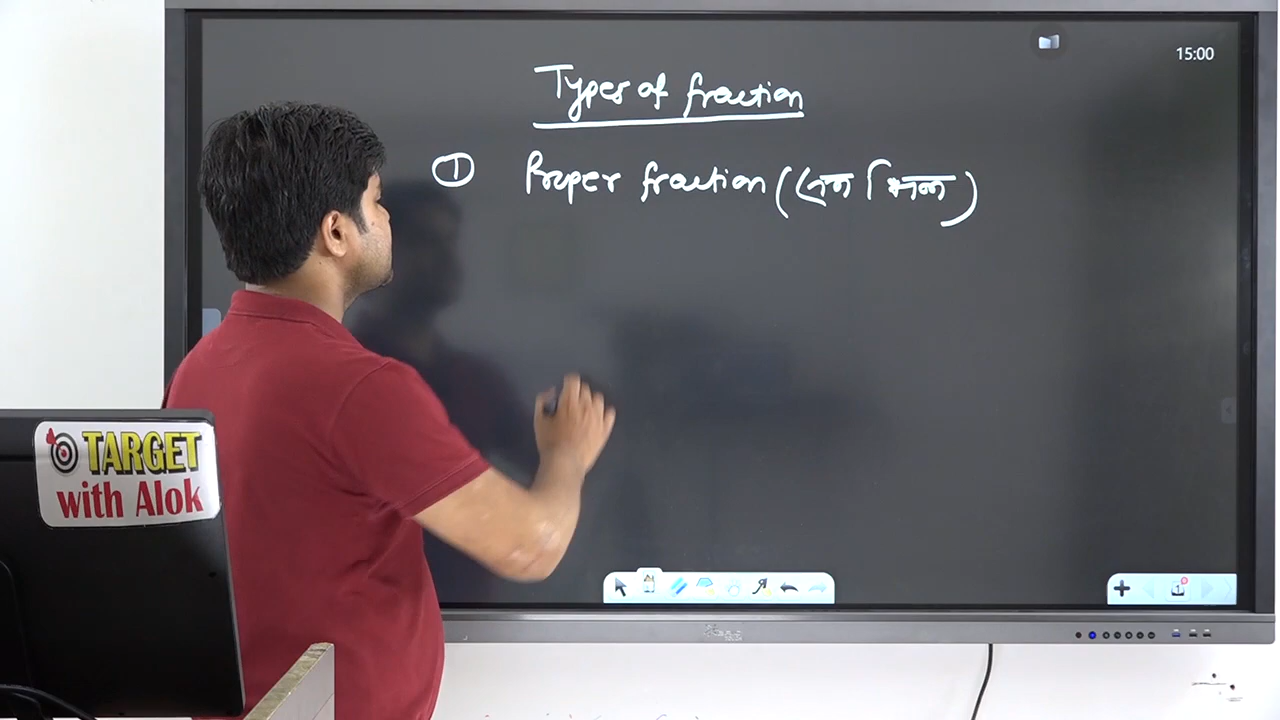 15:00
Types of fraction
① Proper fraction (उचित भिन्न)
TARGET
with Alok